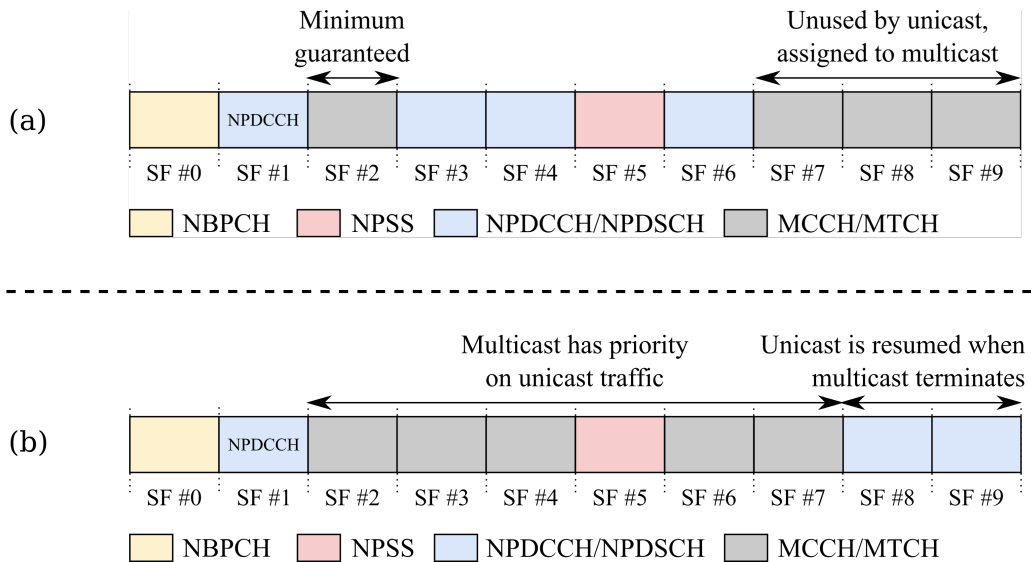 Minimum
guaranteed
Unused by unicast,
assigned to multicast
(a)
NPDCCH
SF #0 SF #1 SF #2 SF #3 SF #4 SF #5 SF #6 SF #7 SF #8 SF #9
NBPCH NPSS NPDCCH/NPDSCH MCCH/MTCH
Multicast has priority
on unicast traffic
Unicast is resumed when
multicast terminates
(b)
NPDCCH
SF #0 SF #1 SF #2 SF #3 SF #4 SF #5 SF #6 SF #7 SF #8 SF #9
NBPCH NPSS NPDCCH/NPDSCH MCCH/MTCH